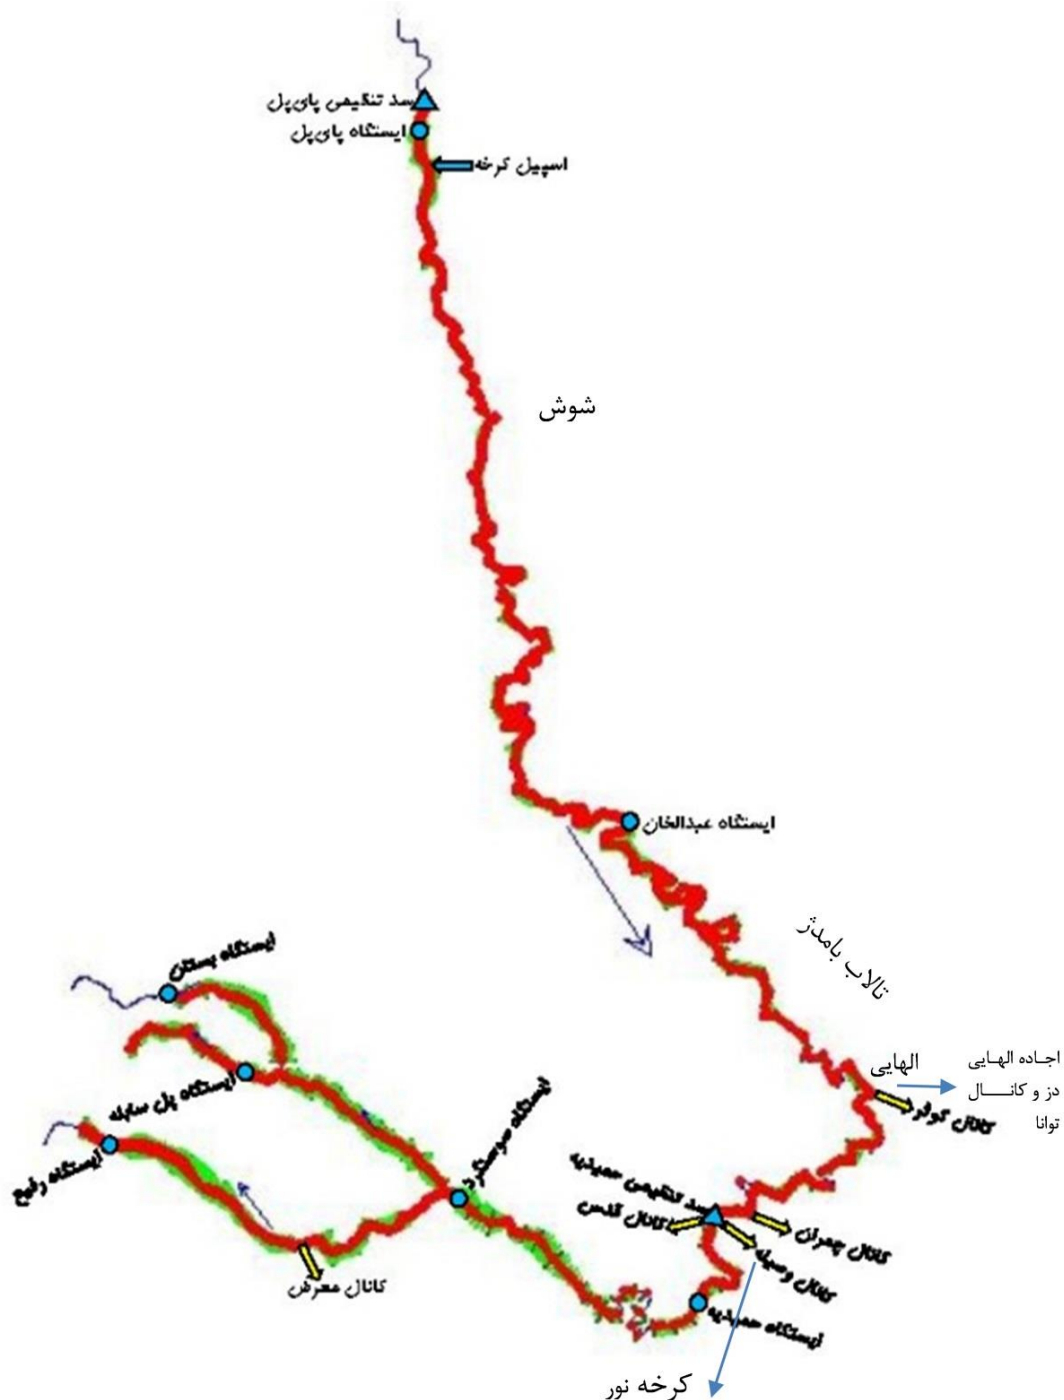 سد تنظیمی پای‌پل
ایستگاه پای‌پل
اسپیل کرخه
شوش
ایستگاه عبدالخان
تالاب بامدژ
ایستگاه بستان
الهایی
اجاده الهایی
دز و کانال
توانا
کانال کوثر
ایستگاه پل سابله
ایستگاه سوسنگرد
ایستگاه رفیع
سد تنظیمی حمیدیه
کانال قدس
کانال چمران
کانال وصیله
کانال معرض
ایستگاه حمیدیه
کرخه نور